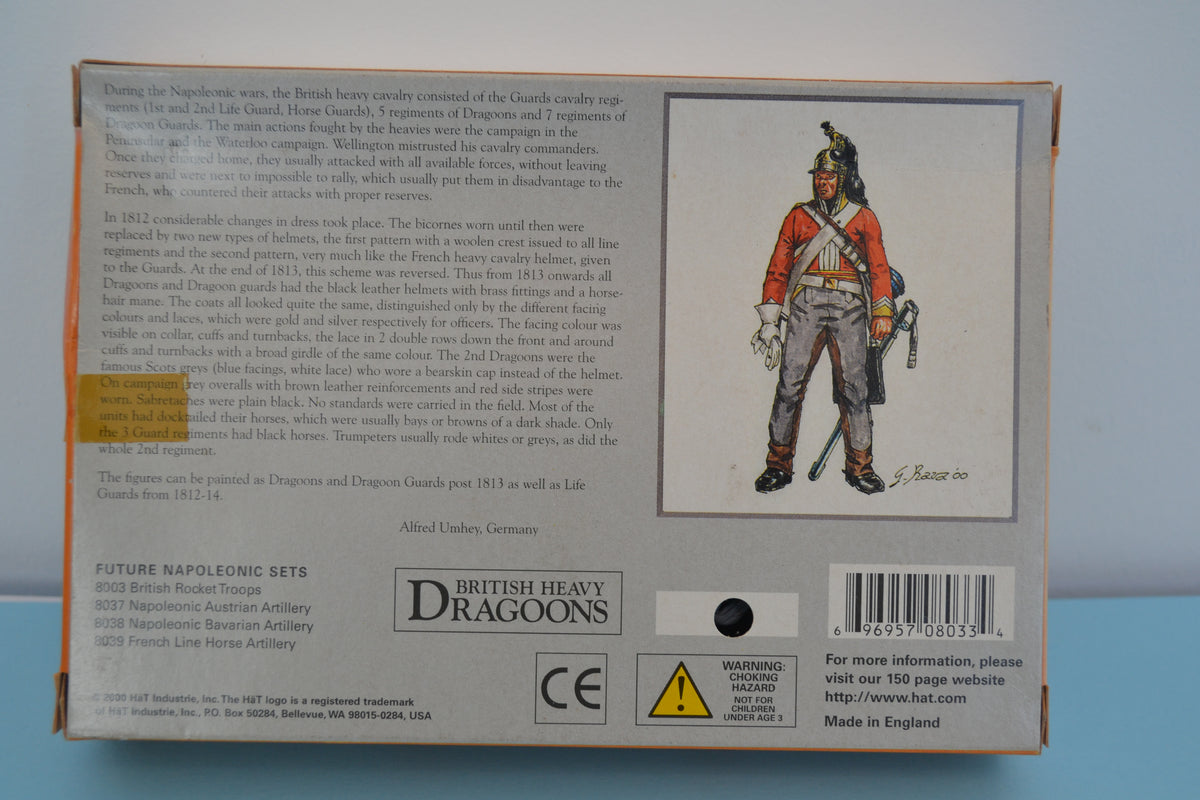 During the Napoleonic wars, the British heavy cavalry consisted of the Guards cavalry regi-
ments (1st and 2nd Life Guard, Horse Guards), 5 regiments of Dragoons and 7 regiments of
Dragoon Guards. The main actions fought by the heavies were the campaign in the
Peninsular and the Waterloo campaign. Wellington mistrusted his cavalry commanders.
Once they charged home, they usually attacked with all available forces, without leaving
reserves and were next to impossible to rally, which usually put them in disadvantage to the
French, who countered their attacks with proper reserves.
In 1812 considerable changes in dress took place. The bicornes worn until then were
replaced by two new types of helmets, the first pattern with a woolen crest issued to all line
regiments and the second pattern, very much like the French heavy cavalry helmet, given
to the Guards. At the end of 1813, this scheme was reversed. Thus from 1813 onwards all
Dragoons and Dragoon guards had the black leather helmets with brass fittings and a horse-
hair mane. The coats all looked quite the same, distinguished only by the different facing
colours and laces, which were gold and silver respectively for officers. The facing colour was
visible on collar, cuffs and turnbacks, the lace in 2 double rows down the front and around
cuffs and turnbacks with a broad girdle of the same colour. The 2nd Dragoons were the
famous Scots greys (blue facings, white lace) who wore a bearskin cap instead of the helmet.
On campaign grey overalls with brown leather reinforcements and red side stripes were
worn. Sabretaches were plain black. No standards were carried in the field. Most of the
units had docktailed their horses, which were usually bays or browns of a dark shade. Only
the 3 Guard regiments had black horses. Trumpeters usually rode whites or greys, as did the
whole 2nd regiment.
The figures can be painted as Dragoons and Dragoon Guards post 1813 as well as Life
Guards from 1812-14.
Alfred Umhey, Germany
G. Rava '00
FUTURE NAPOLEONIC SETS
8003 British Rocket Troops
8037 Napoleonic Austrian Artillery
8038 Napoleonic Bavarian Artillery
8039 French Line Horse Artillery
BRITISH HEAVY
DRAGOONS
© 2000 HäT Industrie, Inc. The HäT logo is a registered trademark
of HäT Industrie, Inc., P.O. Box 50284, Bellevue, WA 98015-0284, USA
CE
!
WARNING:
CHOKING
HAZARD
NOT FOR
CHILDREN
UNDER AGE 3
6 96957 08033 4
For more information, please
visit our 150 page website
http://www.hat.com
Made in England